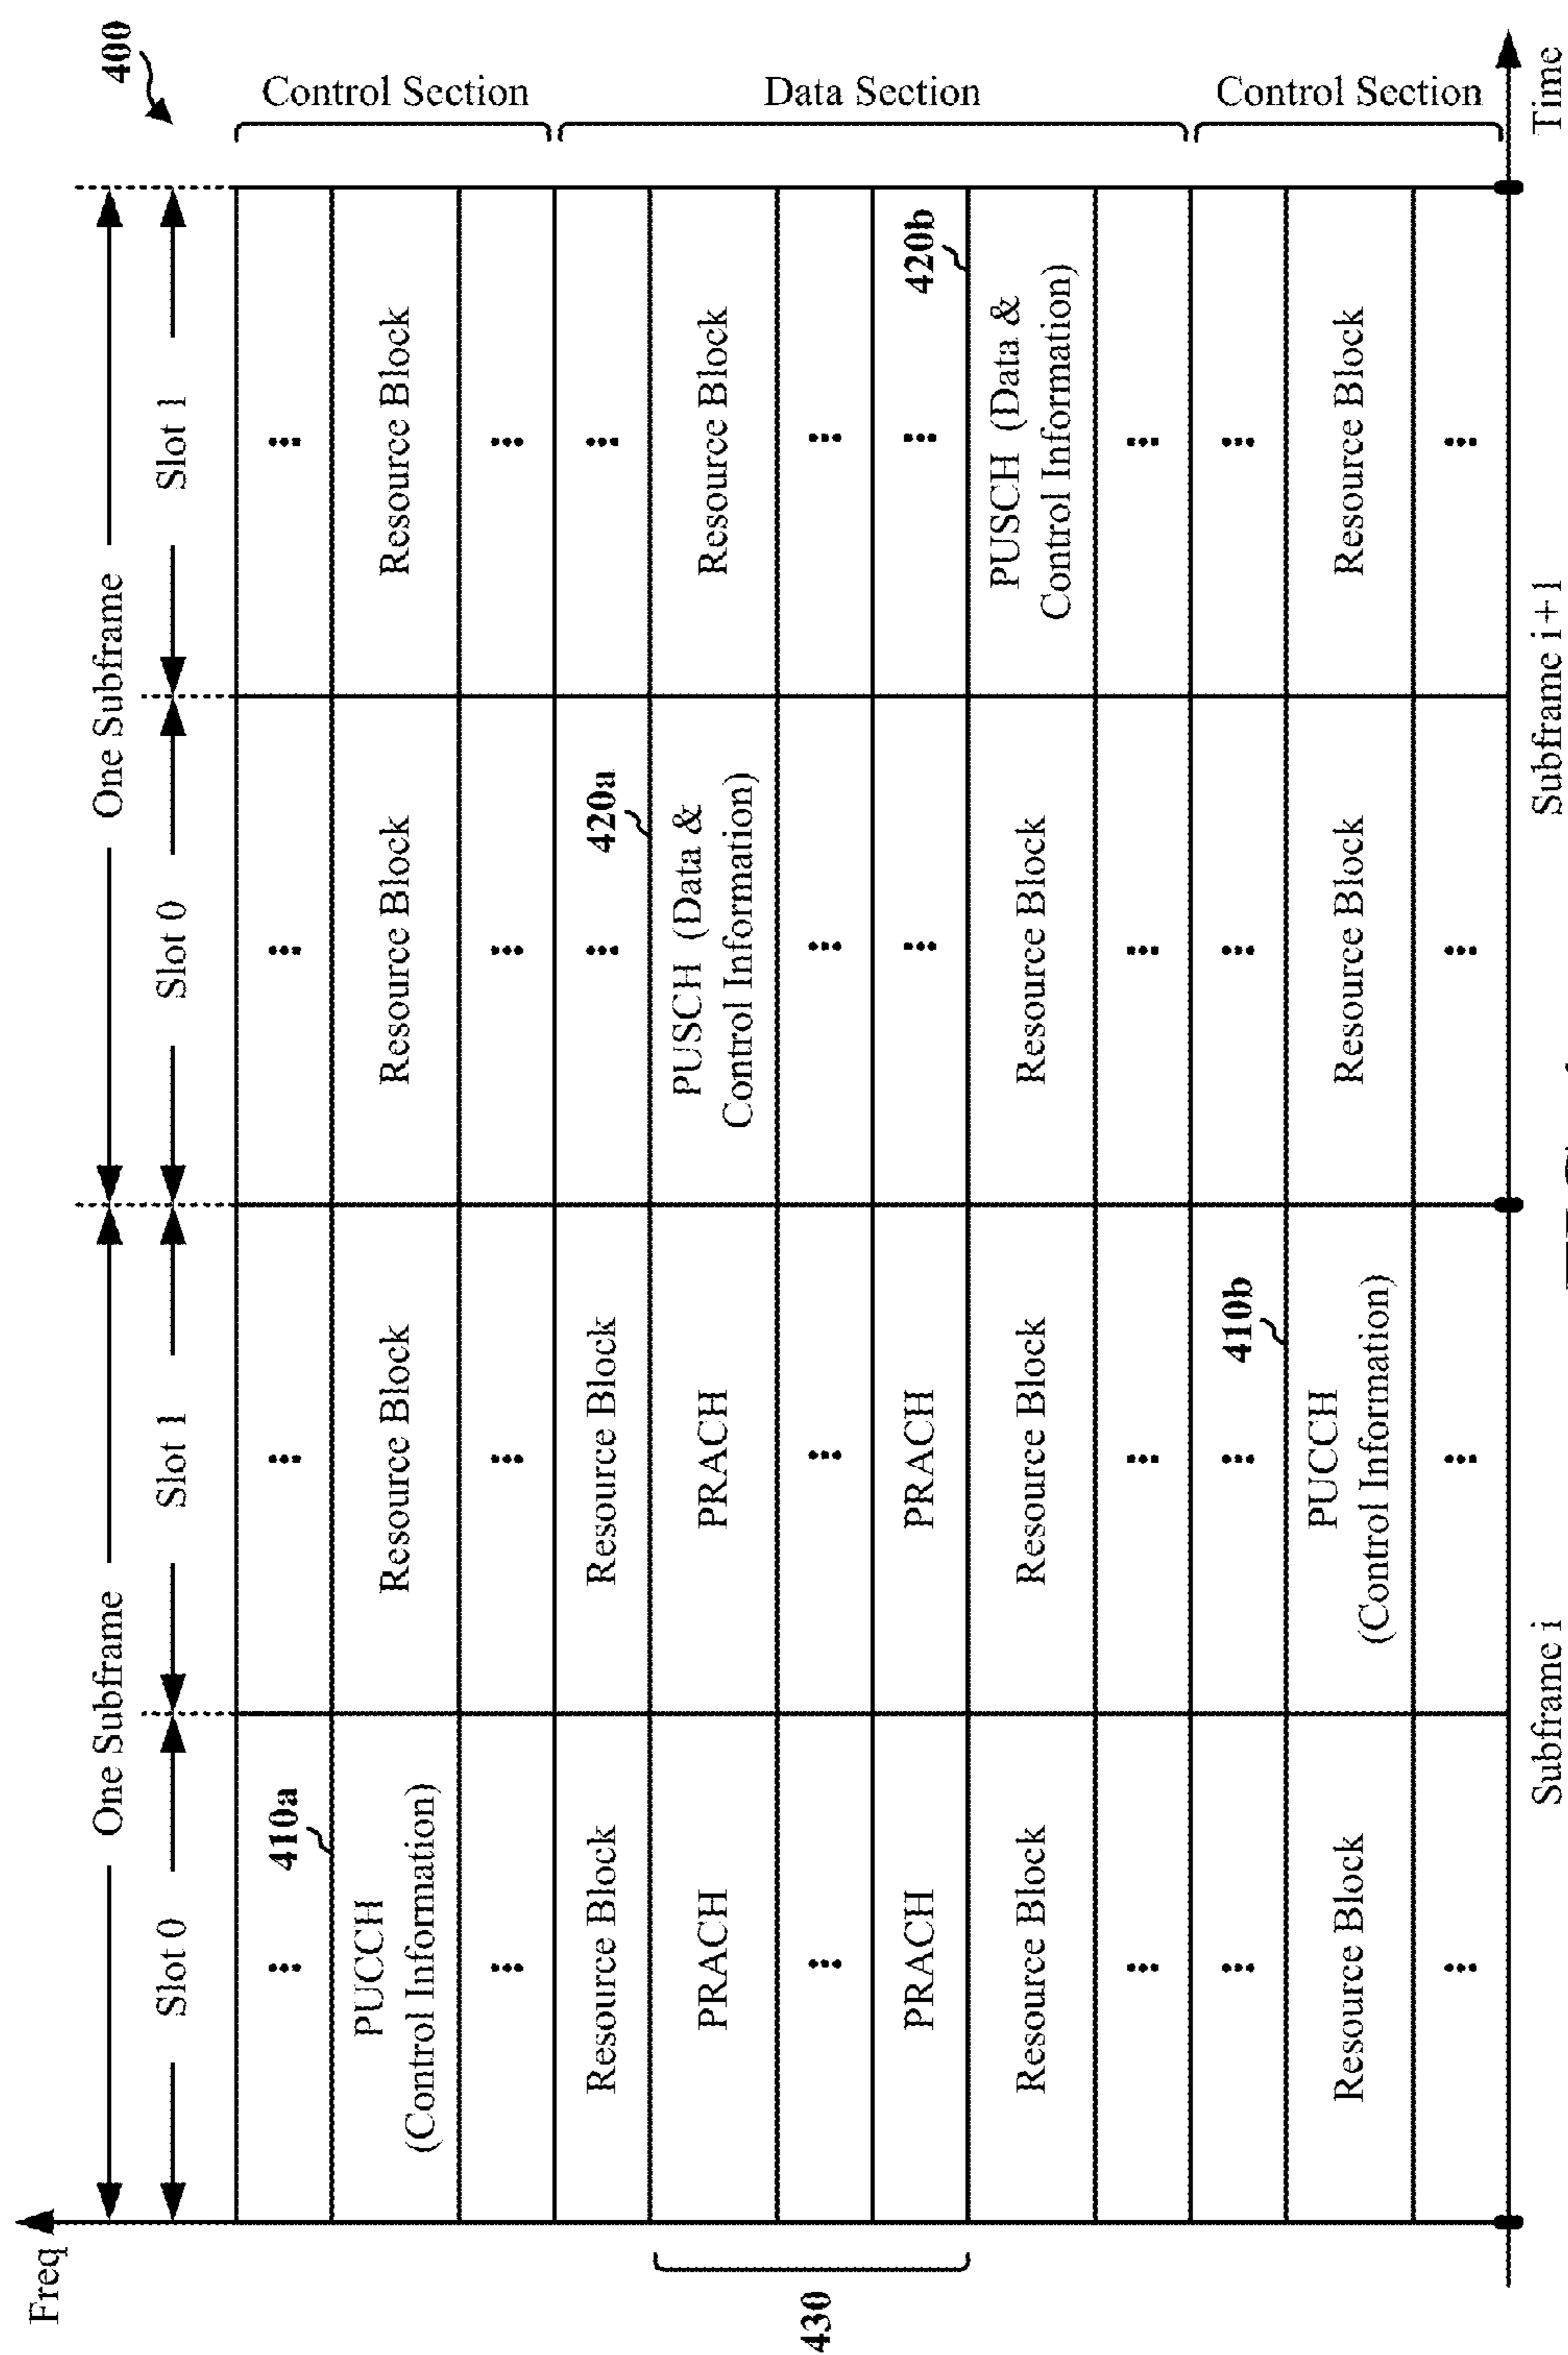 400
Freq
One Subframe
One Subframe
Slot 0
Slot 1
Slot 0
Slot 1
410a
PUCCH
(Control Information)
Resource Block
Resource Block
Resource Block
Control Section
Resource Block
Resource Block
420a
430
PRACH
PRACH
PUSCH (Data &
Control Information)
Resource Block
Data Section
PRACH
PRACH
420b
Resource Block
Resource Block
Resource Block
PUSCH (Data &
Control Information)
410b
Resource Block
PUCCH
(Control Information)
Resource Block
Resource Block
Control Section
Subframe i
Subframe i+1
Time